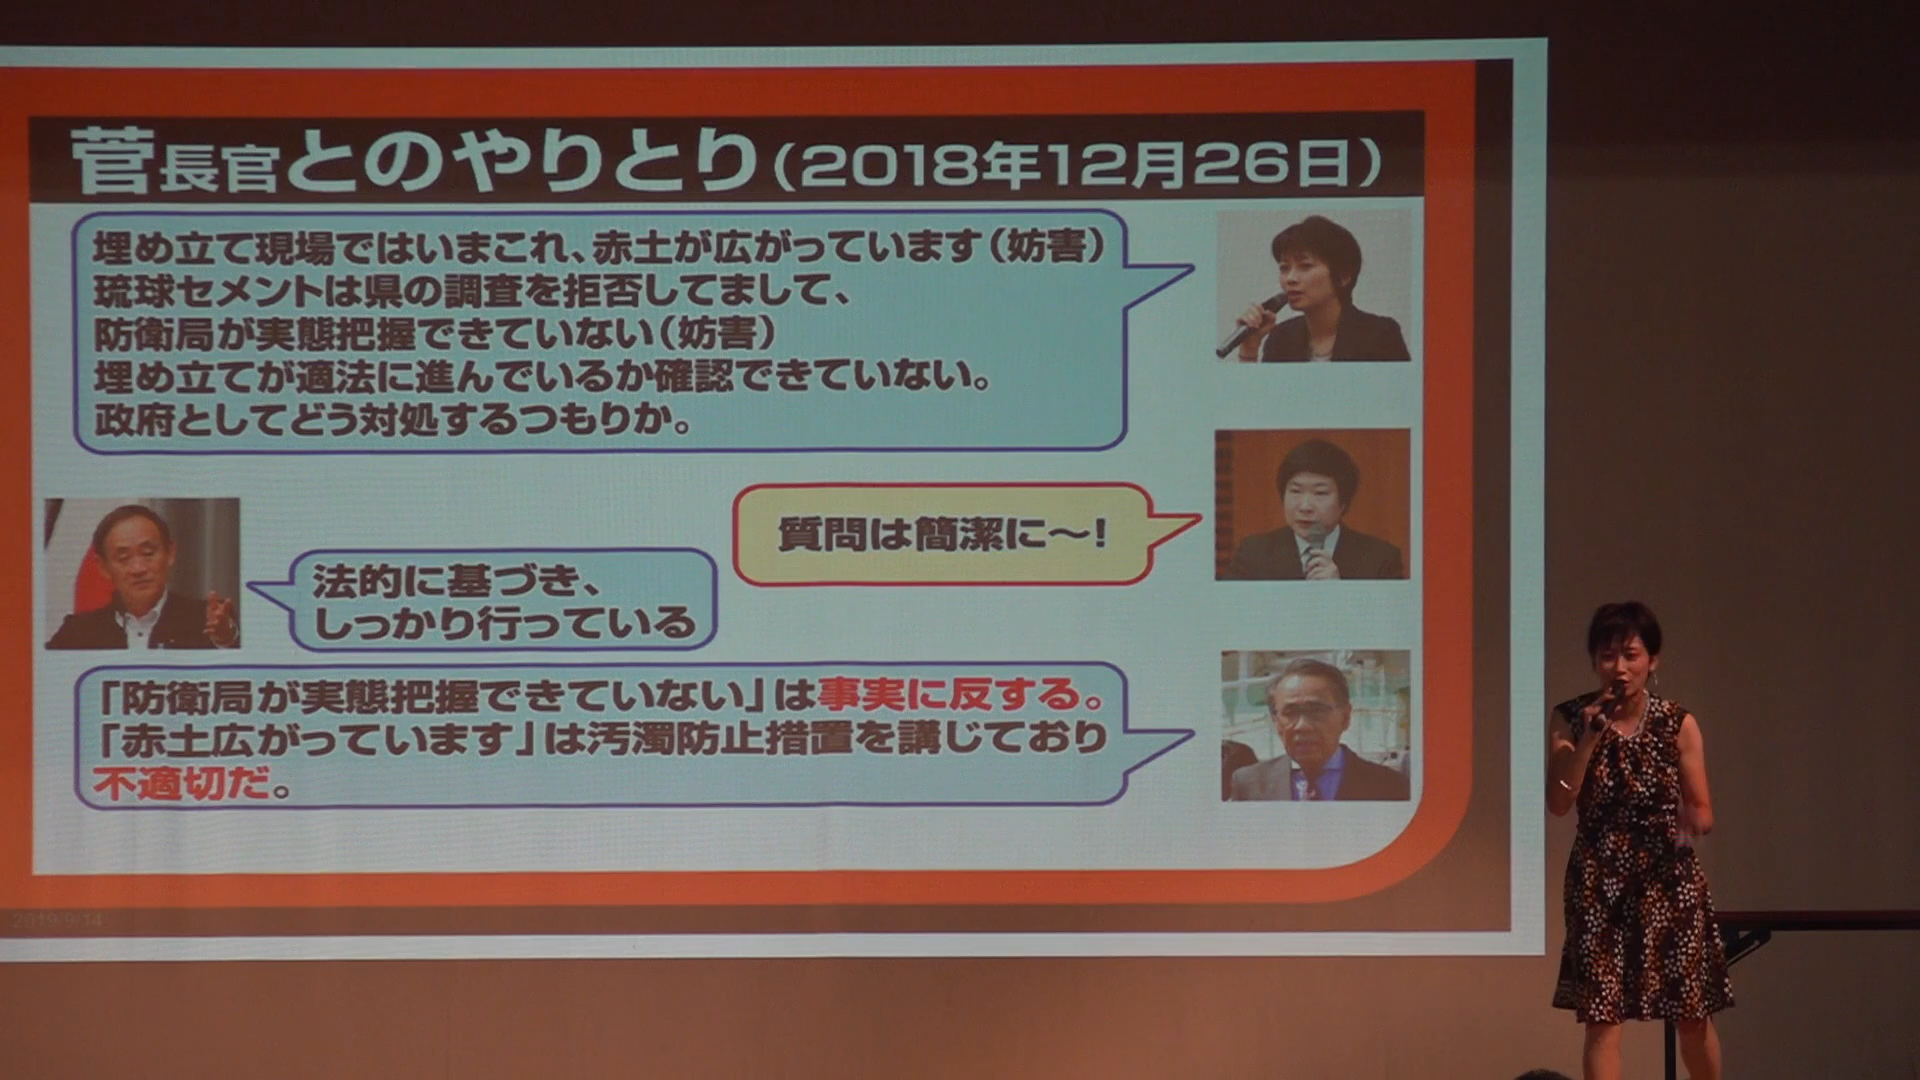 菅長官とのやりとり(2018年12月26日)
埋め立て現場ではいまこれ、赤土が広がっています(妨害)
琉球セメントは県の調査を拒否してまして、
防衛局が実態把握できていない(妨害)
埋め立てが適法に進んでいるか確認できていない。
政府としてどう対処するつもりか。
質問は簡潔に〜!
法的に基づき、
しっかり行っている
「防衛局が実態把握できていない」は事実に反する。
「赤土広がっています」は汚濁防止措置を講じており
不適切だ。
2019/9/14